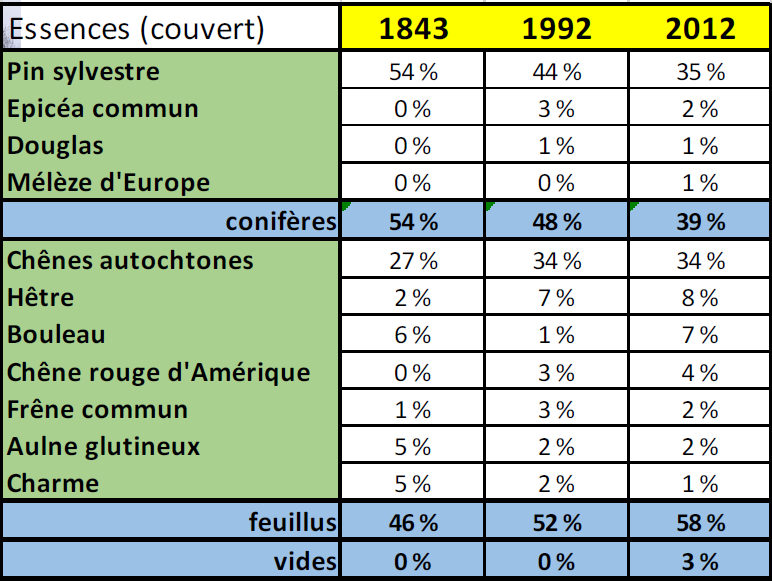 Essences (couvert) 1843 1992 2012
Pin sylvestre 54 % 44 % 35 %
Epicéa commun 0 % 3 % 2 %
Douglas 0 % 1 % 1 %
Mélèze d'Europe 0 % 0 % 1 %
conifères 54 % 48 % 39 %
Chênes autochtones 27 % 34 % 34 %
Hêtre 2 % 7 % 8 %
Bouleau 6 % 1 % 7 %
Chêne rouge d'Amérique 0 % 3 % 4 %
Frêne commun 1 % 3 % 2 %
Aulne glutineux 5 % 2 % 2 %
Charme 5 % 2 % 1 %
feuillus 46 % 52 % 58 %
vides 0 % 0 % 3 %